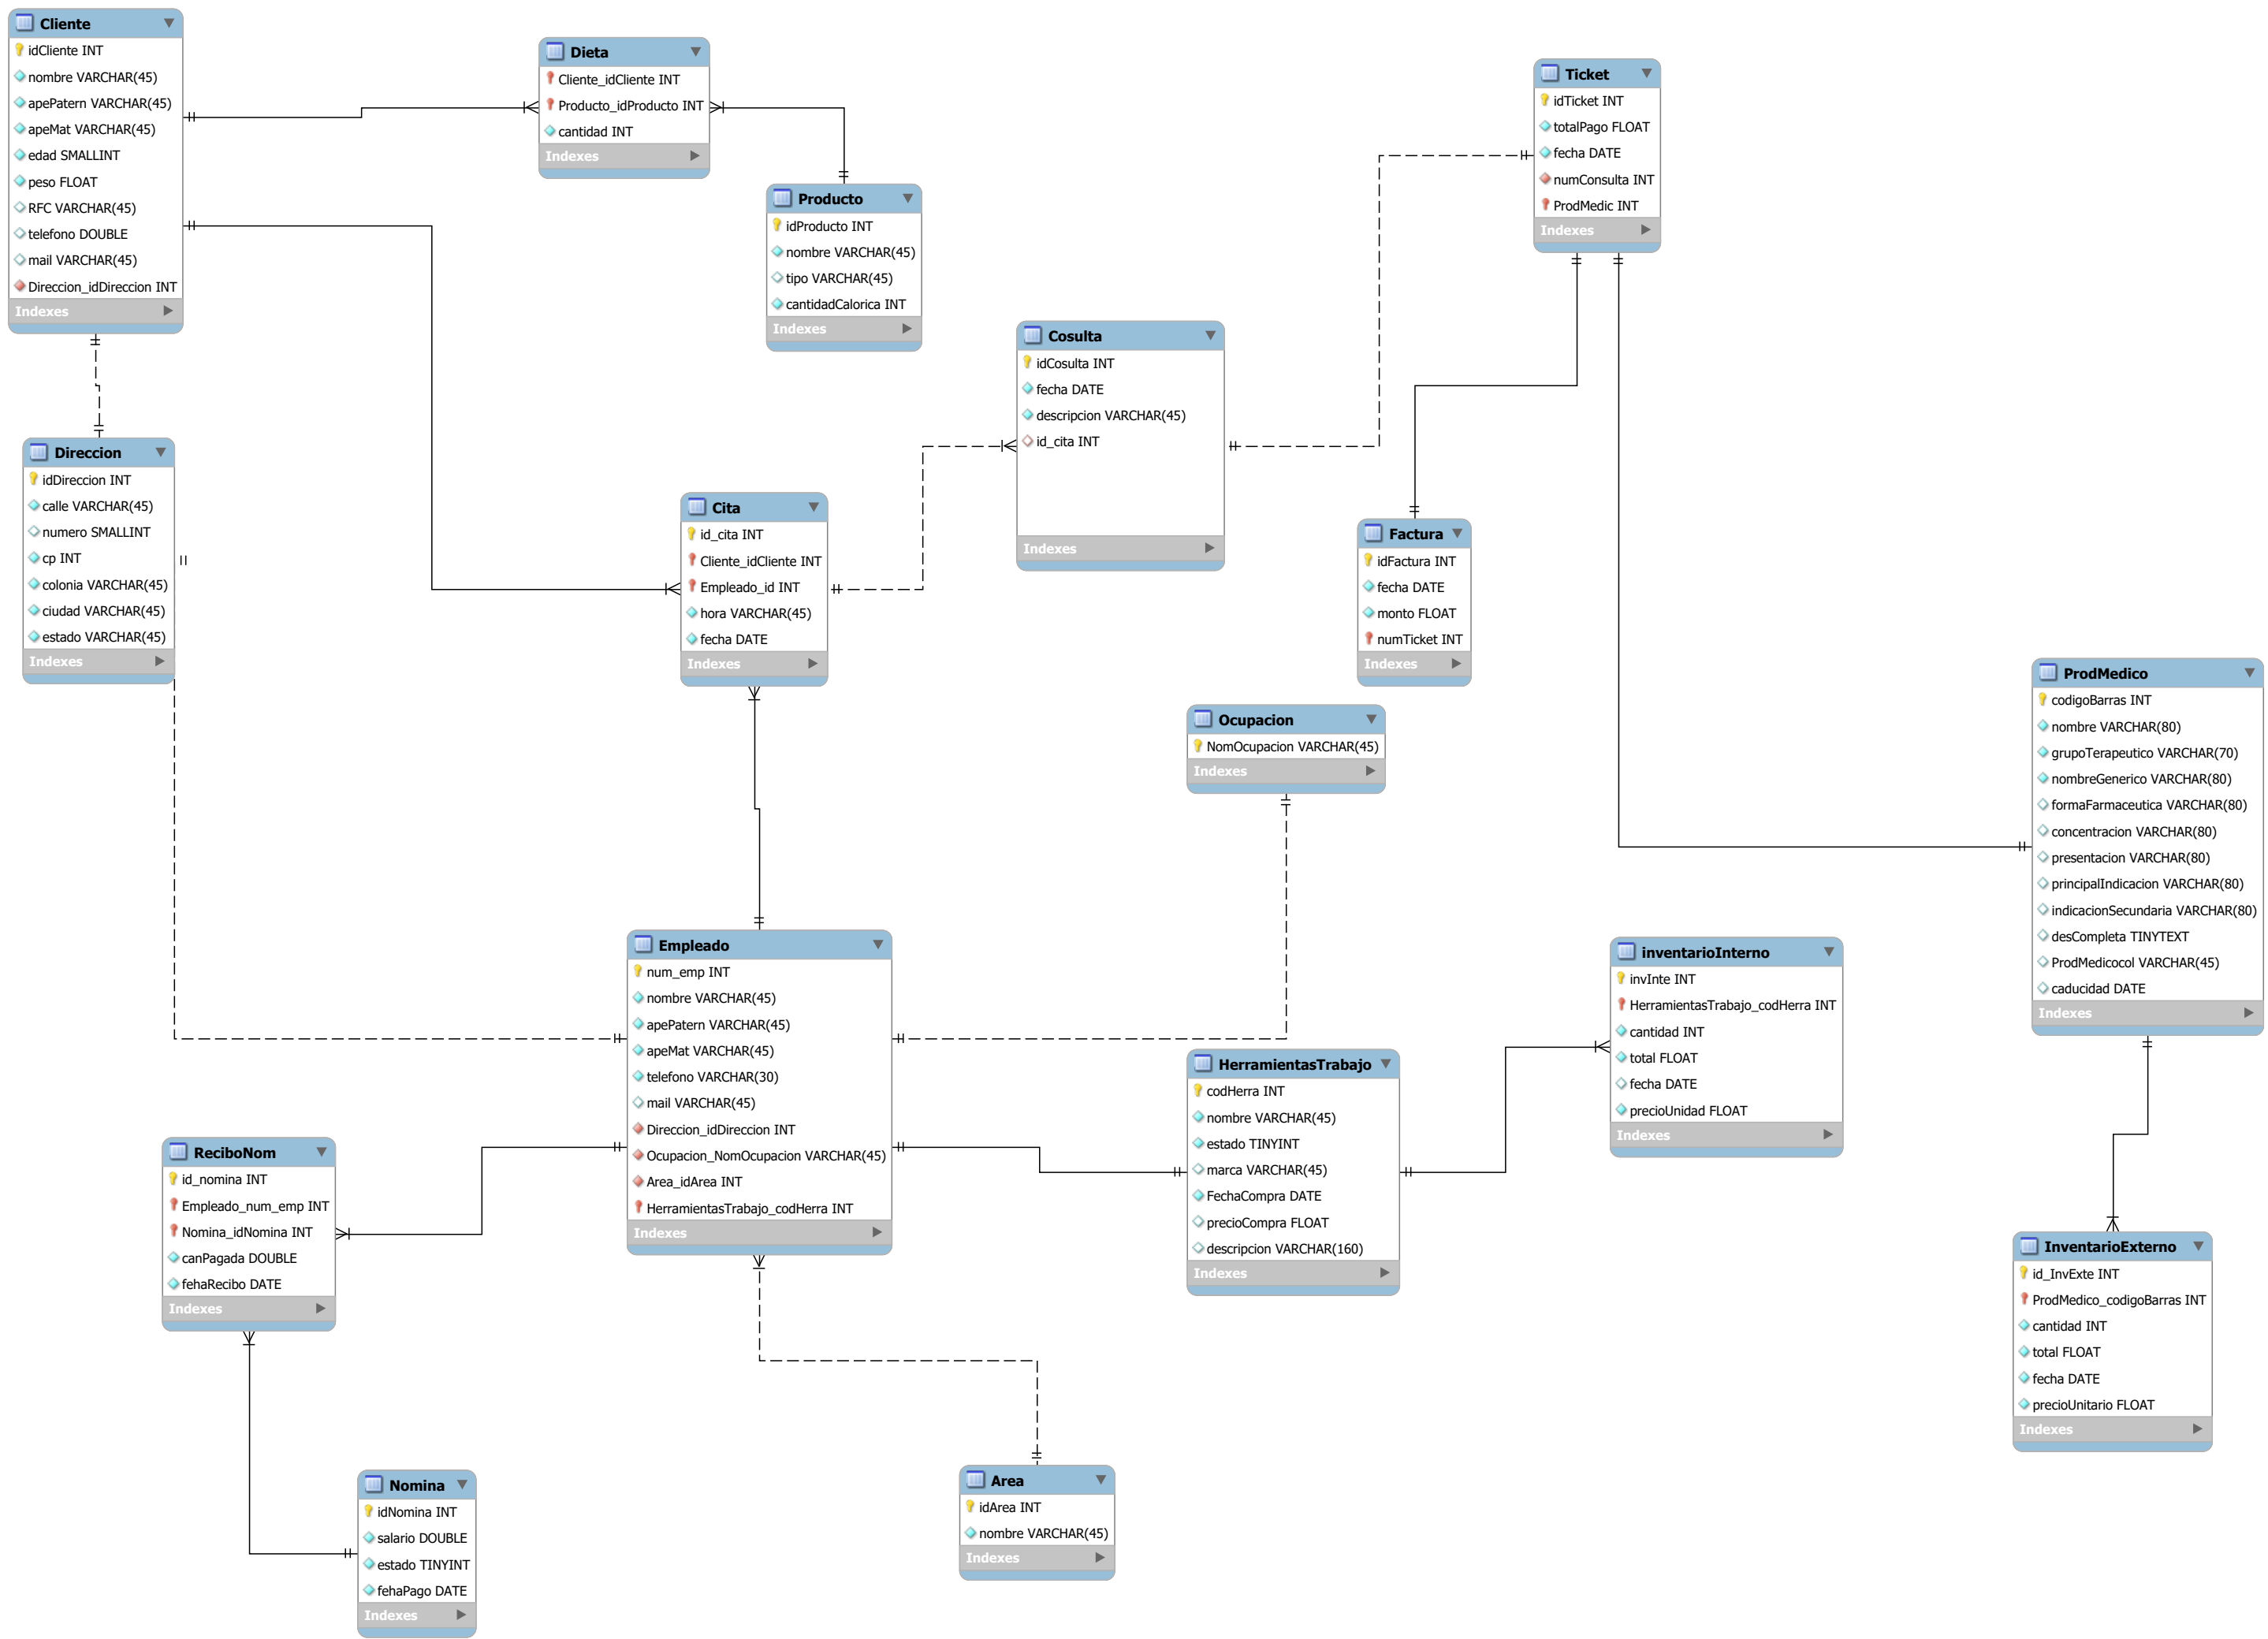 Cliente
idCliente INT
nombre VARCHAR(45)
apePatern VARCHAR(45)
apeMat VARCHAR(45)
edad SMALLINT
peso FLOAT
RFC VARCHAR(45)
telefono DOUBLE
mail VARCHAR(45)
Direccion_idDireccion INT
Indexes
Dieta
Cliente_idCliente INT
Producto_idProducto INT
cantidad INT
Indexes
Producto
idProducto INT
nombre VARCHAR(45)
tipo VARCHAR(45)
cantidadCalorica INT
Indexes
Ticket
idTicket INT
totalPago FLOAT
fecha DATE
numConsulta INT
ProdMedic INT
Indexes
Cosulta
idCosulta INT
fecha DATE
descripcion VARCHAR(45)
id_cita INT
Indexes
Direccion
idDireccion INT
calle VARCHAR(45)
numero SMALLINT
cp INT
colonia VARCHAR(45)
ciudad VARCHAR(45)
estado VARCHAR(45)
Indexes
Cita
id_cita INT
Cliente_idCliente INT
Empleado_id INT
hora VARCHAR(45)
fecha DATE
Indexes
Factura
idFactura INT
fecha DATE
monto FLOAT
numTicket INT
Indexes
ProdMedico
codigoBarras INT
nombre VARCHAR(80)
grupoTerapeutico VARCHAR(70)
nombreGenerico VARCHAR(80)
formaFarmaceutica VARCHAR(80)
concentracion VARCHAR(80)
presentacion VARCHAR(80)
principalIndicacion VARCHAR(80)
indicacionSecundaria VARCHAR(80)
desCompleta TINYTEXT
ProdMedicocol VARCHAR(45)
caducidad DATE
Indexes
Ocupacion
NomOcupacion VARCHAR(45)
Indexes
Empleado
num_emp INT
nombre VARCHAR(45)
apePatern VARCHAR(45)
apeMat VARCHAR(45)
telefono VARCHAR(30)
mail VARCHAR(45)
Direccion_idDireccion INT
Ocupacion_NomOcupacion VARCHAR(45)
Area_idArea INT
HerramientasTrabajo_codHerra INT
Indexes
inventarioInterno
invInte INT
HerramientasTrabajo_codHerra INT
cantidad INT
total FLOAT
fecha DATE
precioUnidad FLOAT
Indexes
HerramientasTrabajo
codHerra INT
nombre VARCHAR(45)
estado TINYINT
marca VARCHAR(45)
FechaCompra DATE
precioCompra FLOAT
descripcion VARCHAR(160)
Indexes
ReciboNom
id_nomina INT
Empleado_num_emp INT
Nomina_idNomina INT
canPagada DOUBLE
fehaRecibo DATE
Indexes
InventarioExterno
id_InvExte INT
ProdMedico_codigoBarras INT
cantidad INT
total FLOAT
fecha DATE
precioUnitario FLOAT
Indexes
Nomina
idNomina INT
salario DOUBLE
estado TINYINT
fehaPago DATE
Indexes
Area
idArea INT
nombre VARCHAR(45)
Indexes